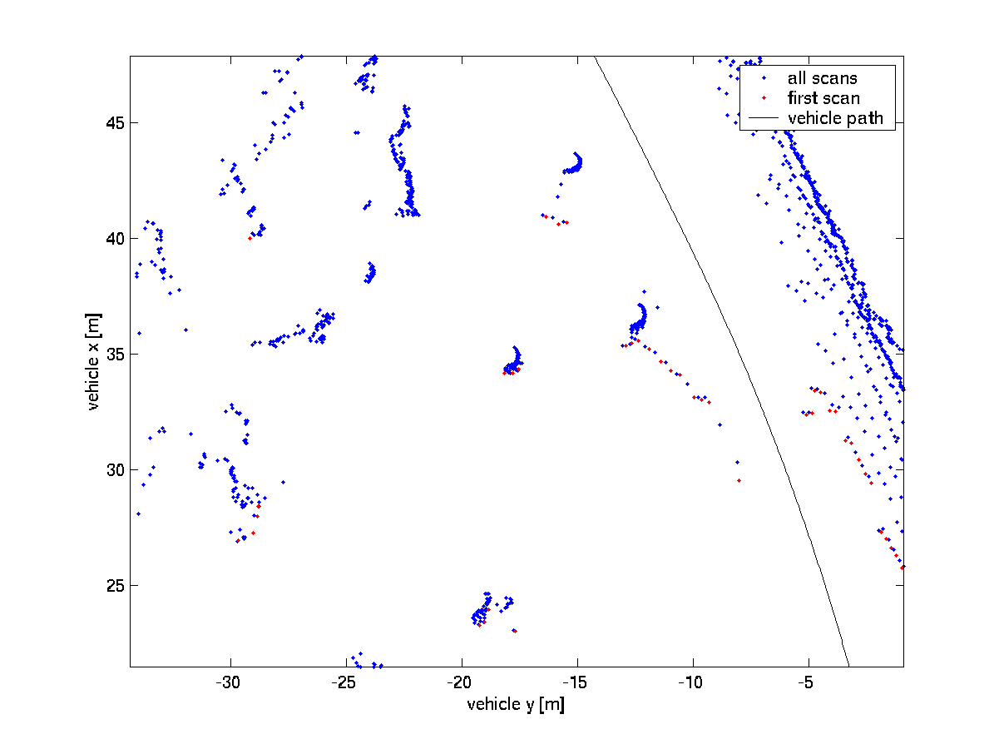 all scans
first scan
vehicle path
45
40
35
30
25
vehicle x [m]
-30
-25
-20
-15
-10
-5
vehicle y [m]